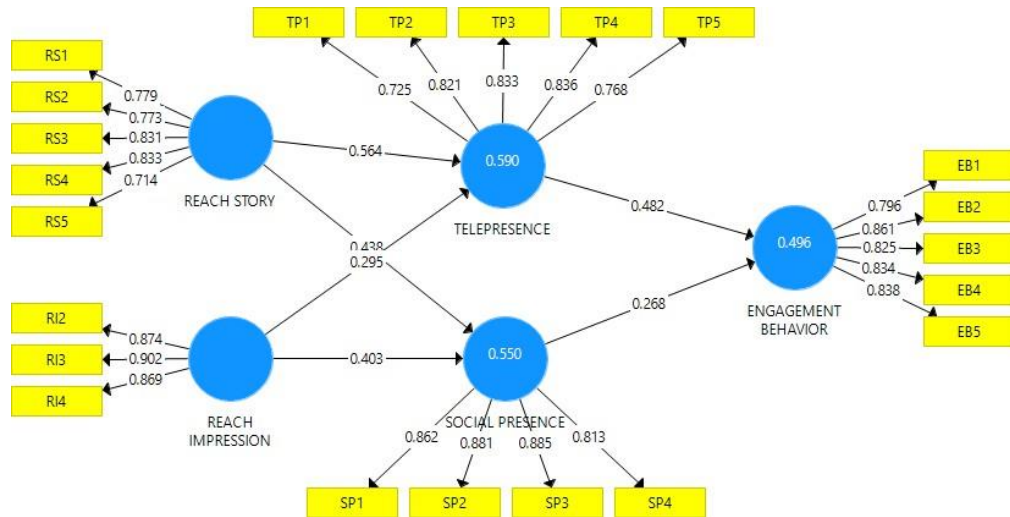 TP1
TP2
TP3
TP4
TP5
RS1
RS2
RS3
RS4
RS5
0.779
0.773
0.831
0.833
0.714
0.725
0.821
0.833
0.836
0.768
REACH STORY
0.564
0.590
TELEPRESENCE
0.438
0.295
0.482
0.268
0.496
ENGAGEMENT
BEHAVIOR
0.796
0.861
0.825
0.834
0.838
EB1
EB2
EB3
EB4
EB5
RI2
RI3
RI4
0.874
0.902
0.869
REACH
IMPRESSION
0.403
0.550
SOCIAL PRESENCE
0.862
0.881
0.885
0.813
SP1
SP2
SP3
SP4